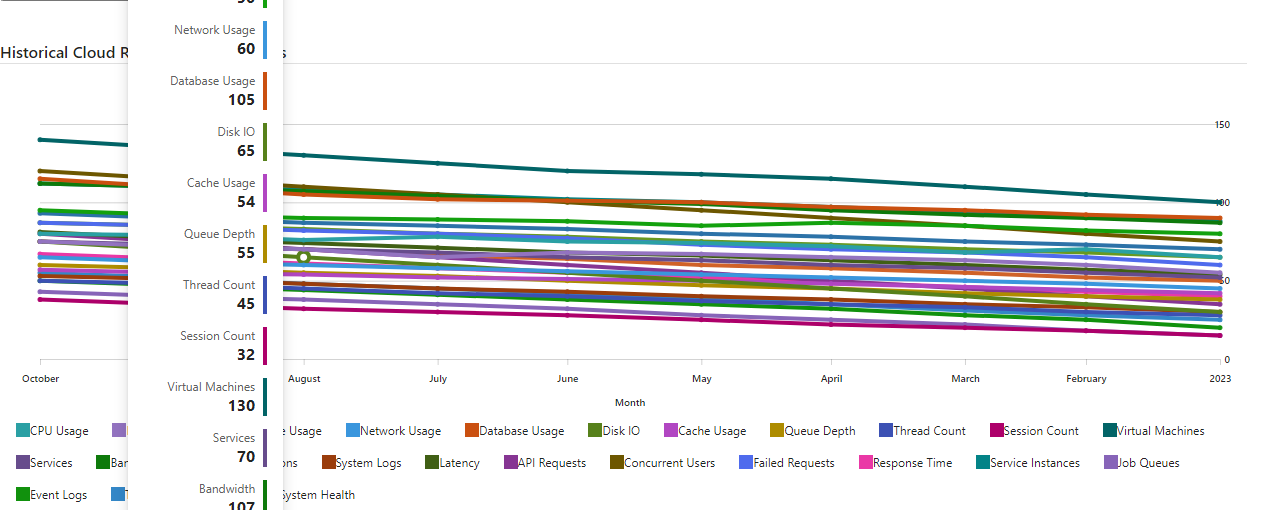 Historical Cloud R
s
Network Usage
60
Database Usage
105
Disk IO
65
Cache Usage
54
Queue Depth
55
Thread Count
45
Session Count
32
Virtual Machines
130
Services
70
Bandwidth
107
150
50
0
October August July June May April March February 2023
Month
CPU Usage e Usage Network Usage Database Usage Disk IO Cache Usage Queue Depth Thread Count Session Count Virtual Machines
Services Ban ons System Logs Latency API Requests Concurrent Users Failed Requests Response Time Service Instances Job Queues
Event Logs System Health